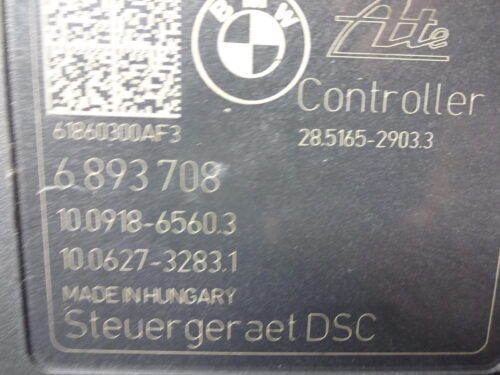 BMW
Ate
Controller
61860300AF3
28.5165-2903.3
6 893 708
10.0918-6560.3
10.0627-3283.1
MADE IN HUNGARY
Steuergeraet DSC